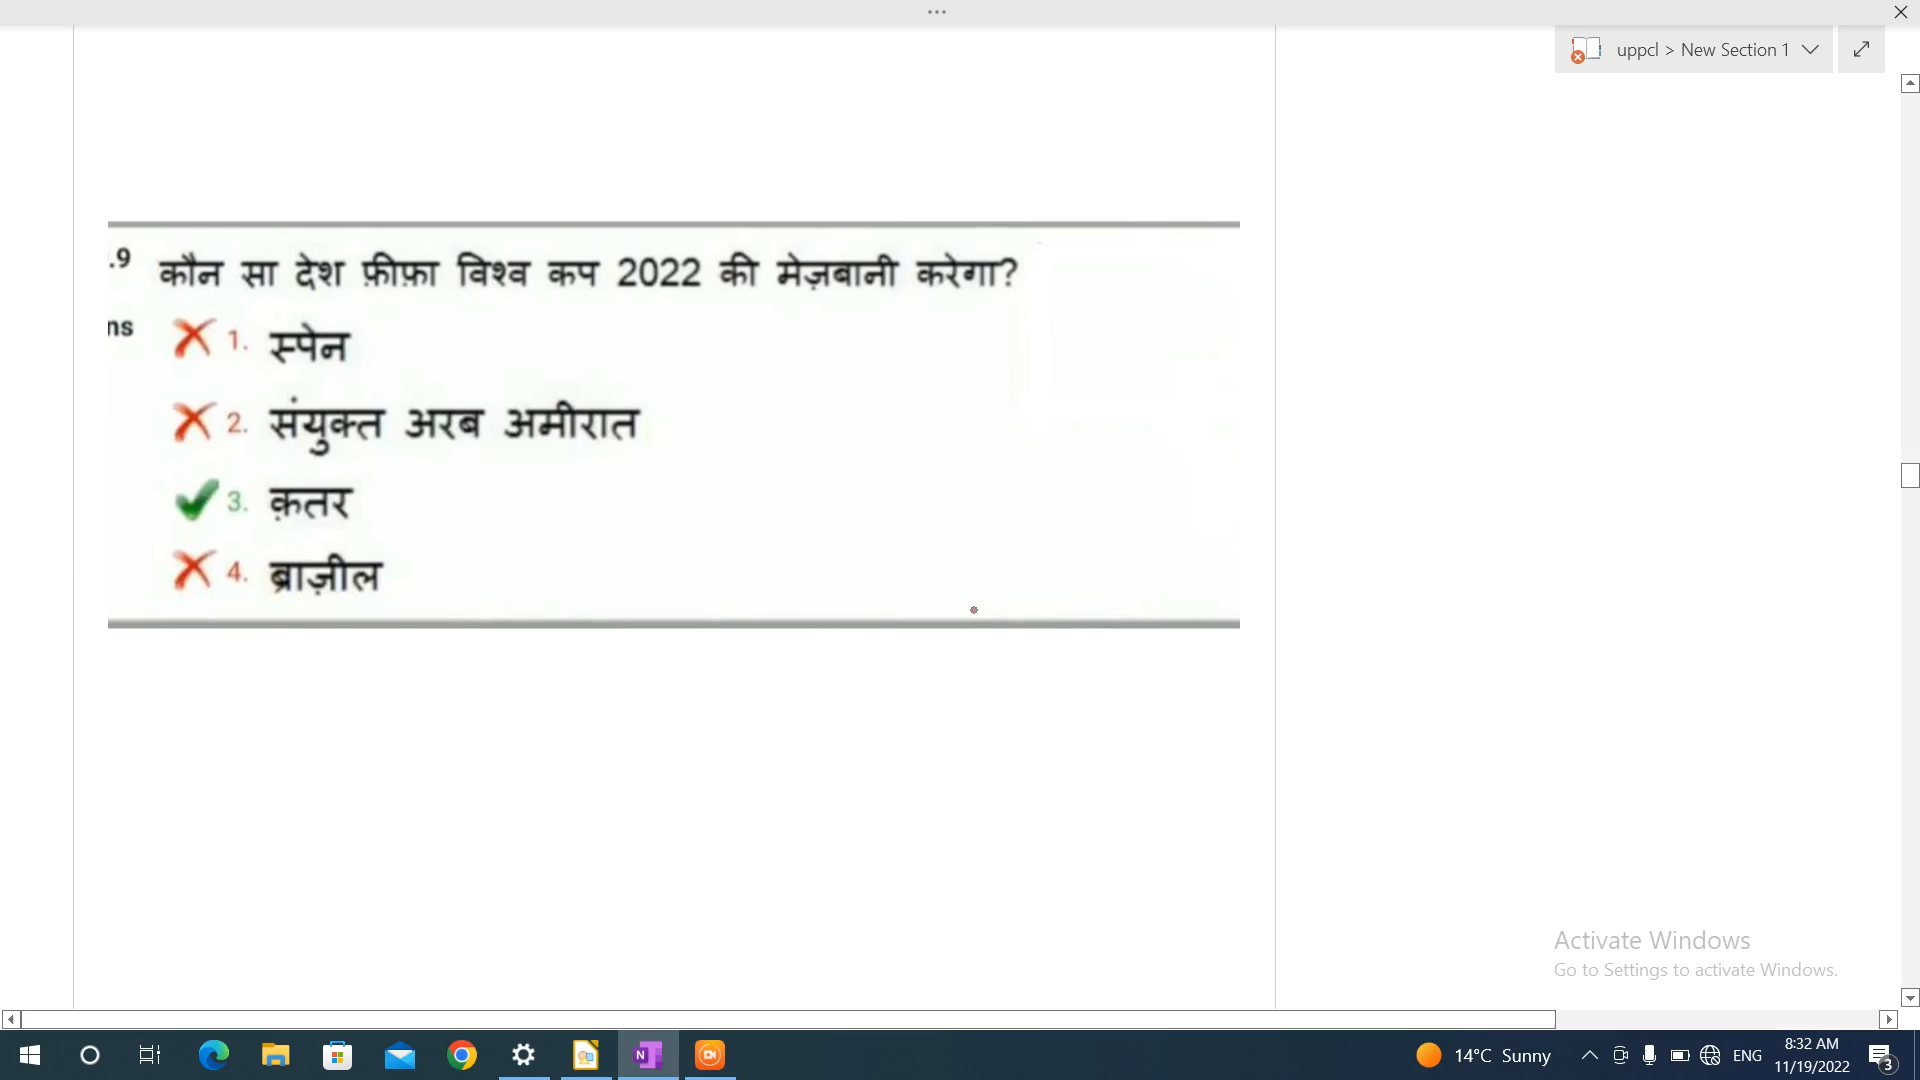 uppcl > New Section 1
.9 कौन सा देश फ़ीफ़ा विश्व कप 2022 की मेज़बानी करेगा?
ns
1. स्पेन
2. संयुक्त अरब अमीरात
3. क़तर
4. ब्राज़ील
Activate Windows
Go to Settings to activate Windows.
14°C Sunny
ENG
8:32 AM
11/19/2022
3